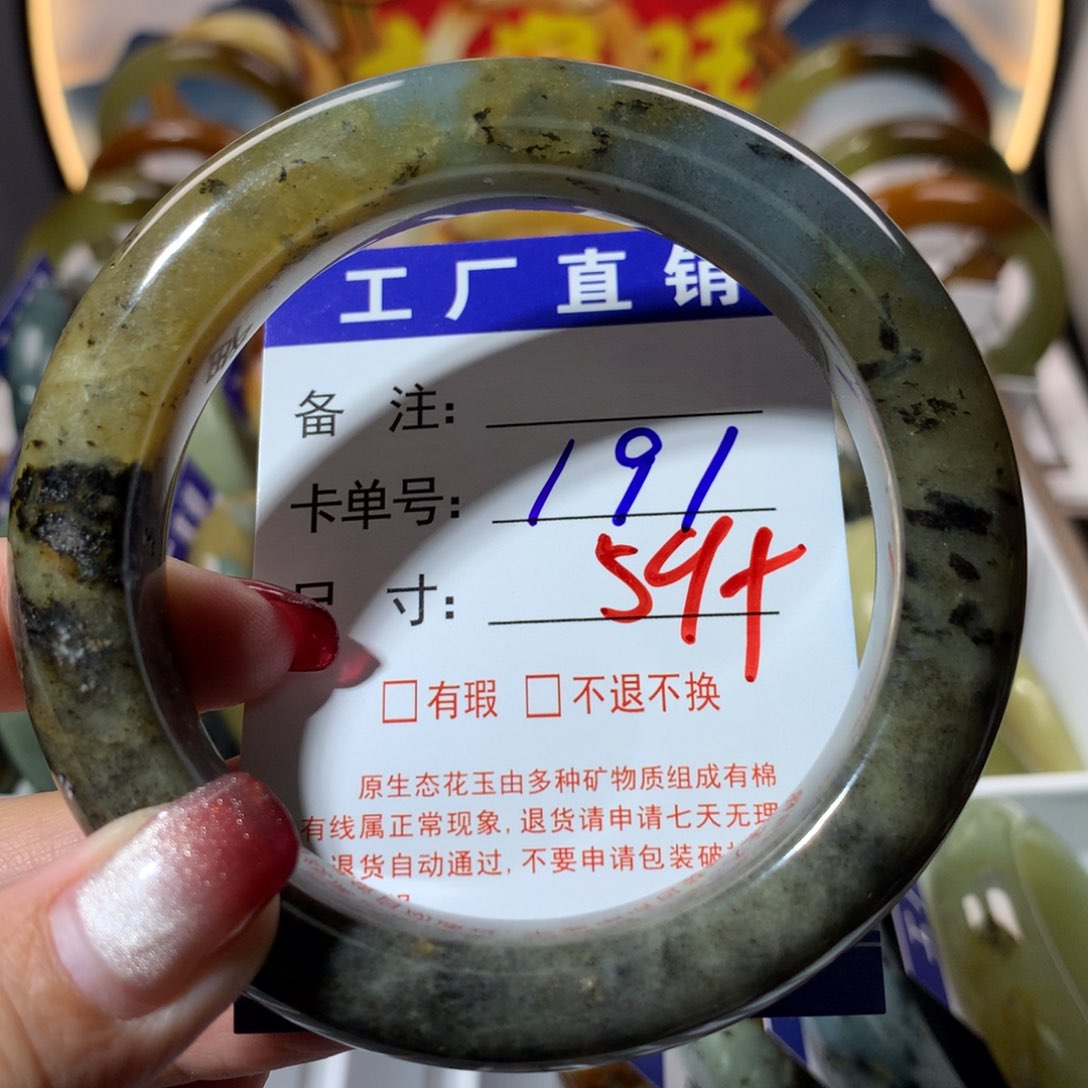 旺
工厂直销
备 注:
卡单号: 191
尺 寸: 54+
□有瑕 □不退不换
原生态花玉由多种矿物质组成有棉
有线属正常现象,退货请申请七天无理
退货自动通过,不要申请包装破